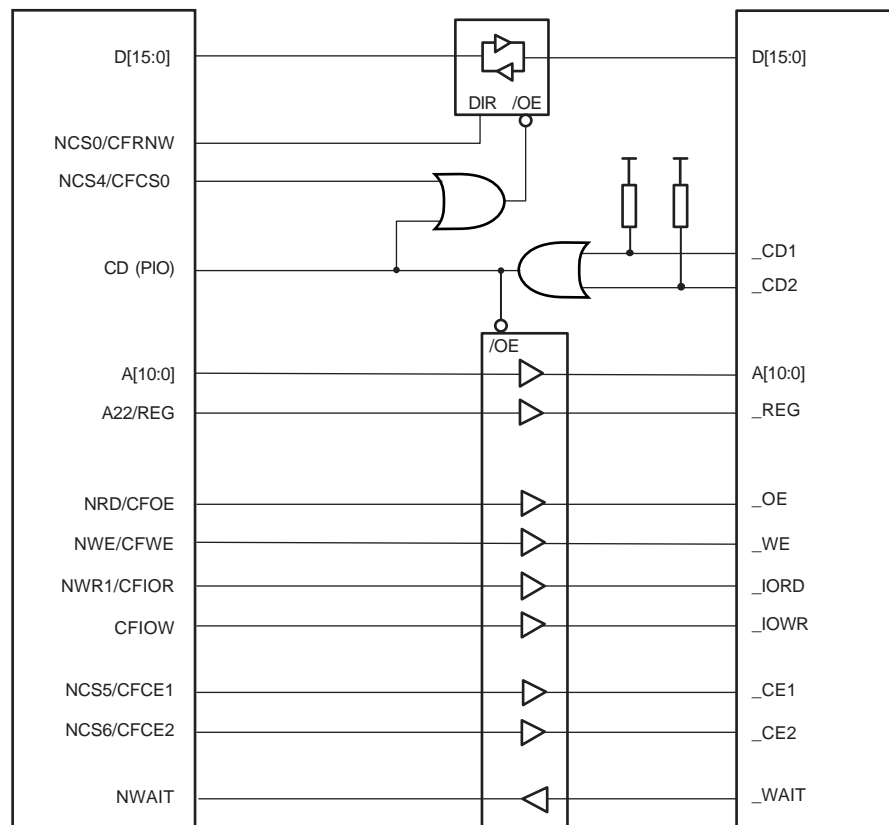 D[15:0] D[15:0]
DIR /OE
NCS0/CFRNW
NCS4/CFCS0
_CD1
CD (PIO)
_CD2
/OE
A[10:0] A[10:0]
A22/REG _REG
NRD/CFOE _OE
NWE/CFWE _WE
NWR1/CFIOR _IORD
CFIOW _IOWR
NCS5/CFCE1 _CE1
NCS6/CFCE2 _CE2
NWAIT _WAIT